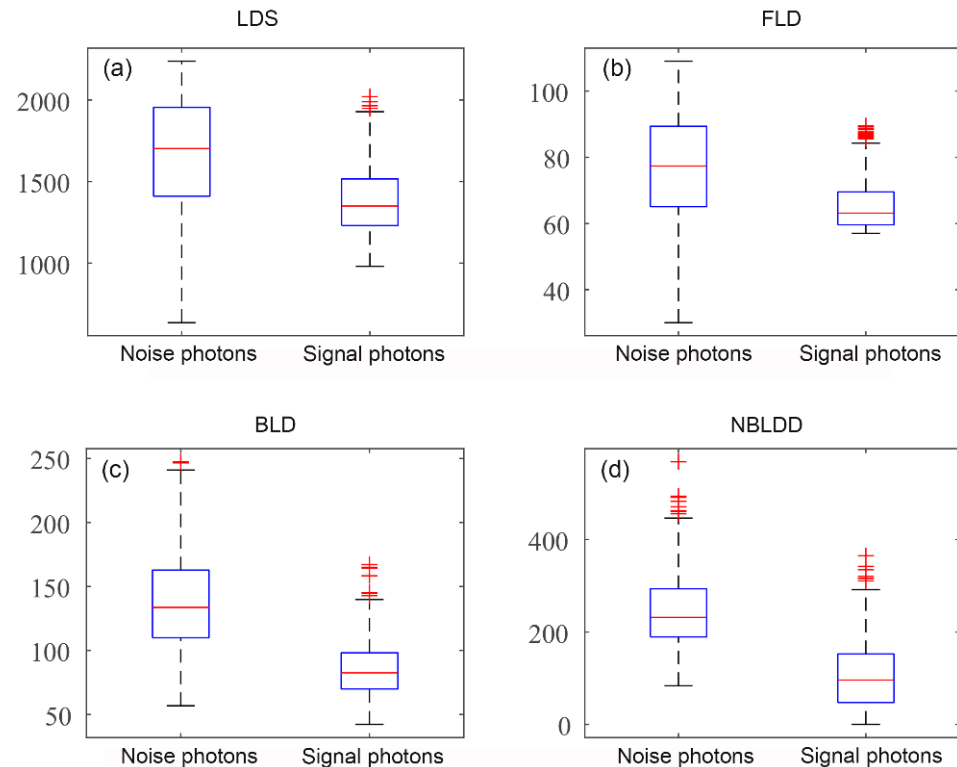 LDS
FLD
(a)
2000
1500
1000
Noise photons
Signal photons
(b)
100
80
60
40
Noise photons
Signal photons
BLD
NBLDD
(c)
250
200
150
100
50
Noise photons
Signal photons
(d)
400
200
0
Noise photons
Signal photons